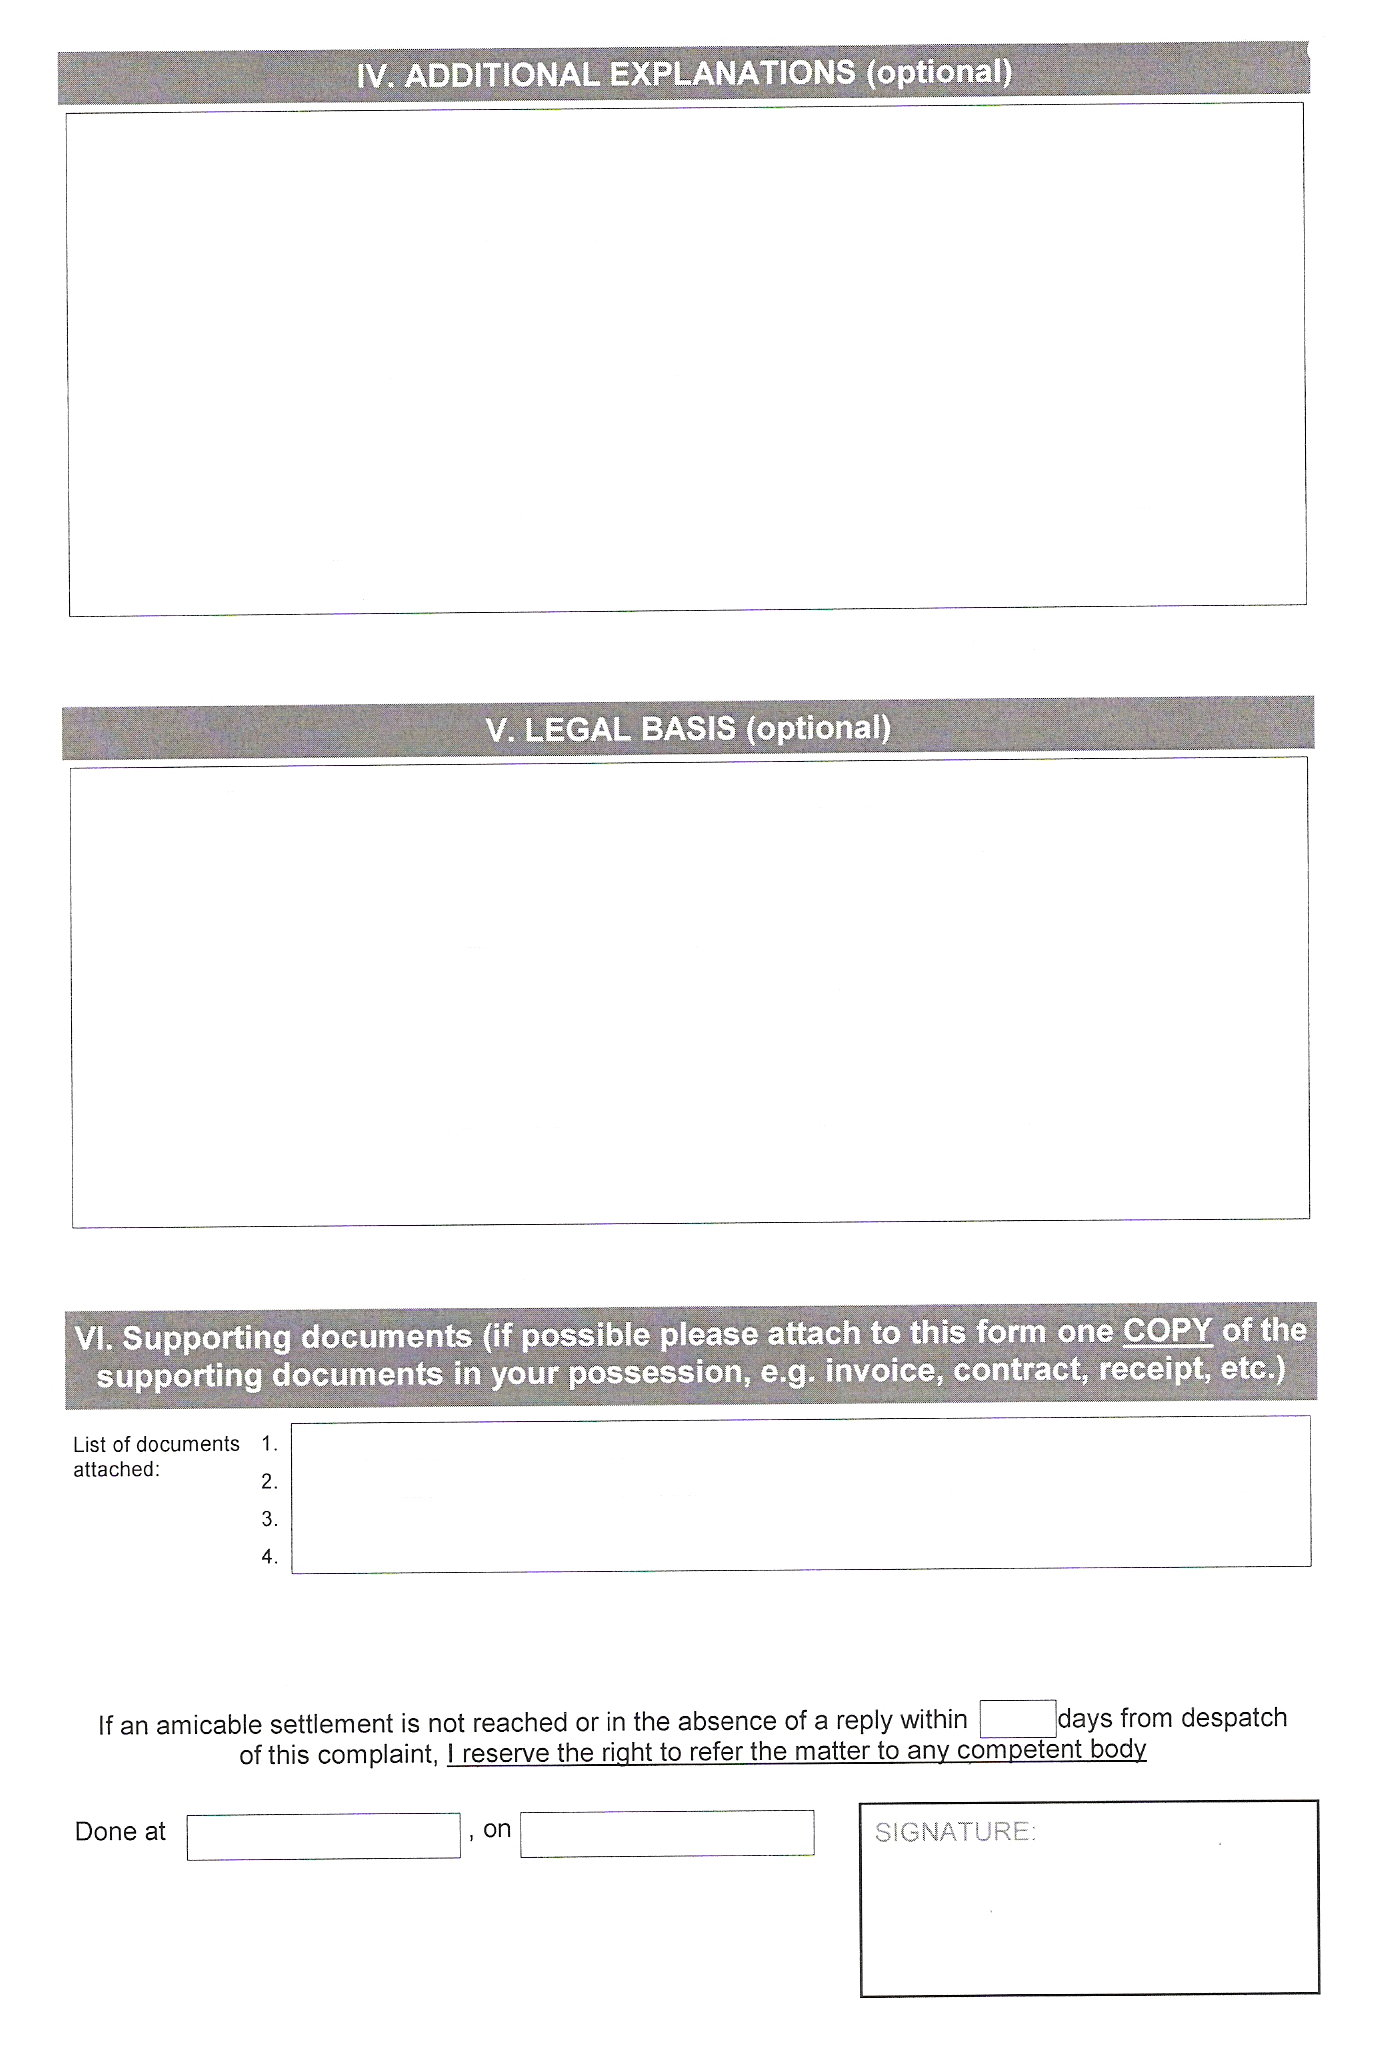 IV. ADDITIONAL EXPLANATIONS (optional)
V. LEGAL BASIS (optional)
VI. Supporting documents (if possible please attach to this form one COPY of the
supporting documents in your possession, e.g. invoice, contract, receipt, etc.)
List of documents
attached:
1.
2.
3.
4.
If an amicable settlement is not reached or in the absence of a reply within days from despatch
of this complaint, I reserve the right to refer the matter to any competent body
Done at , on
SIGNATURE: